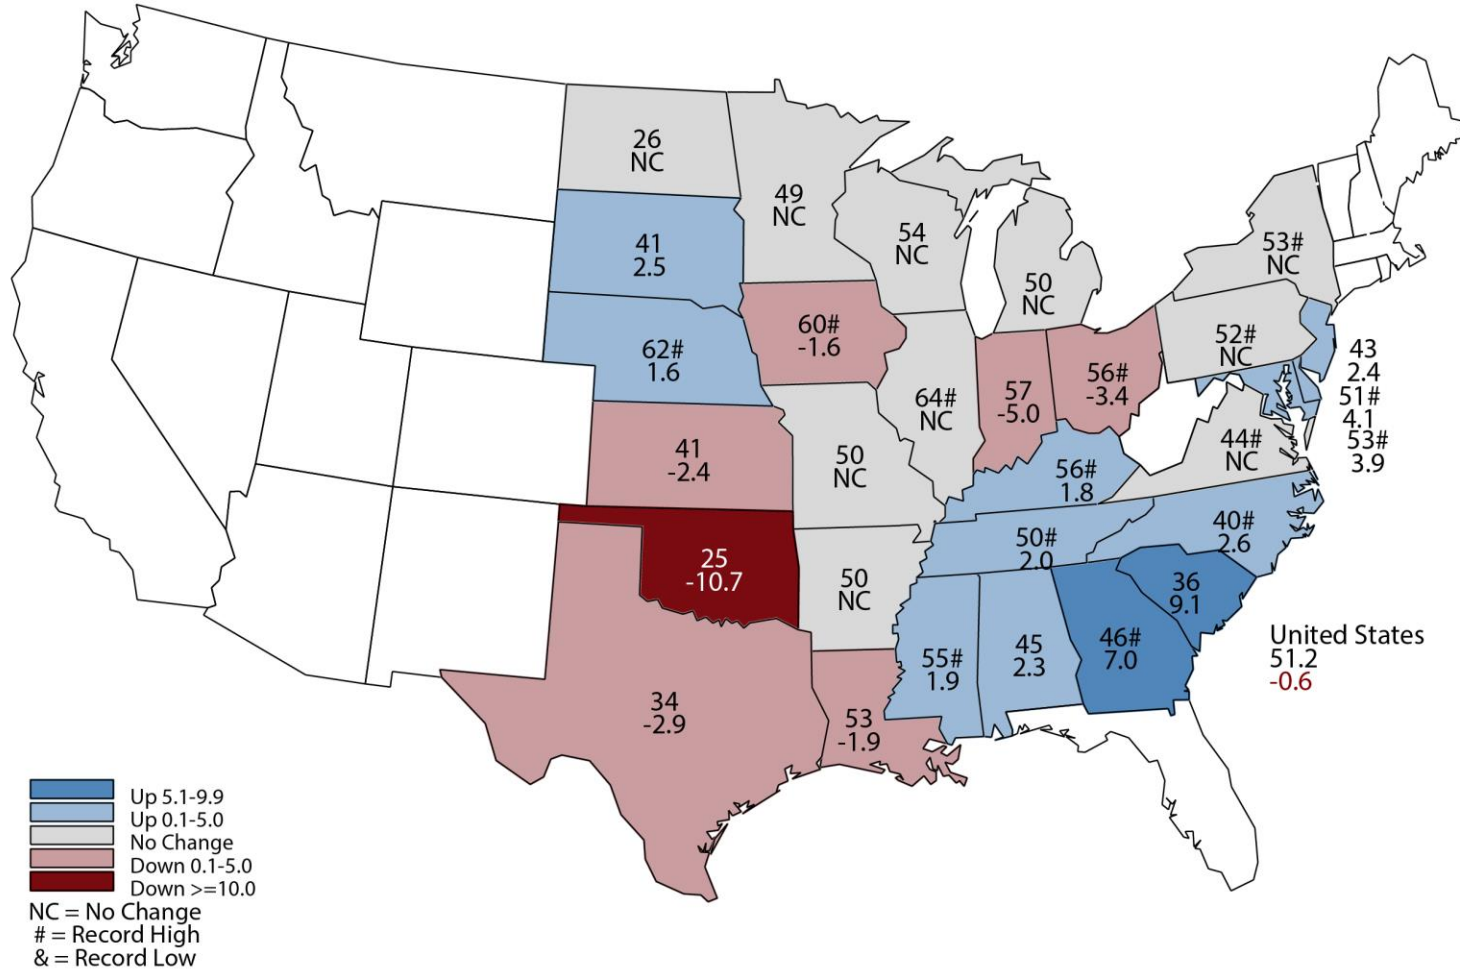 26
NC
49
NC
54
NC
50
NC
53#
NC
41
2.5
60#
-1.6
52#
NC
62#
1.6
64#
NC
57
-5.0
56#
-3.4
43
2.4
51#
4.1
53#
3.9
41
-2.4
50
NC
56#
1.8
44#
NC
25
-10.7
50
NC
50#
2.0
40#
2.6
36
9.1
34
-2.9
53
-1.9
55#
1.9
45
2.3
46#
7.0
United States
51.2
-0.6
Up 5.1-9.9
Up 0.1-5.0
No Change
Down 0.1-5.0
Down >=10.0
NC = No Change
# = Record High
& = Record Low